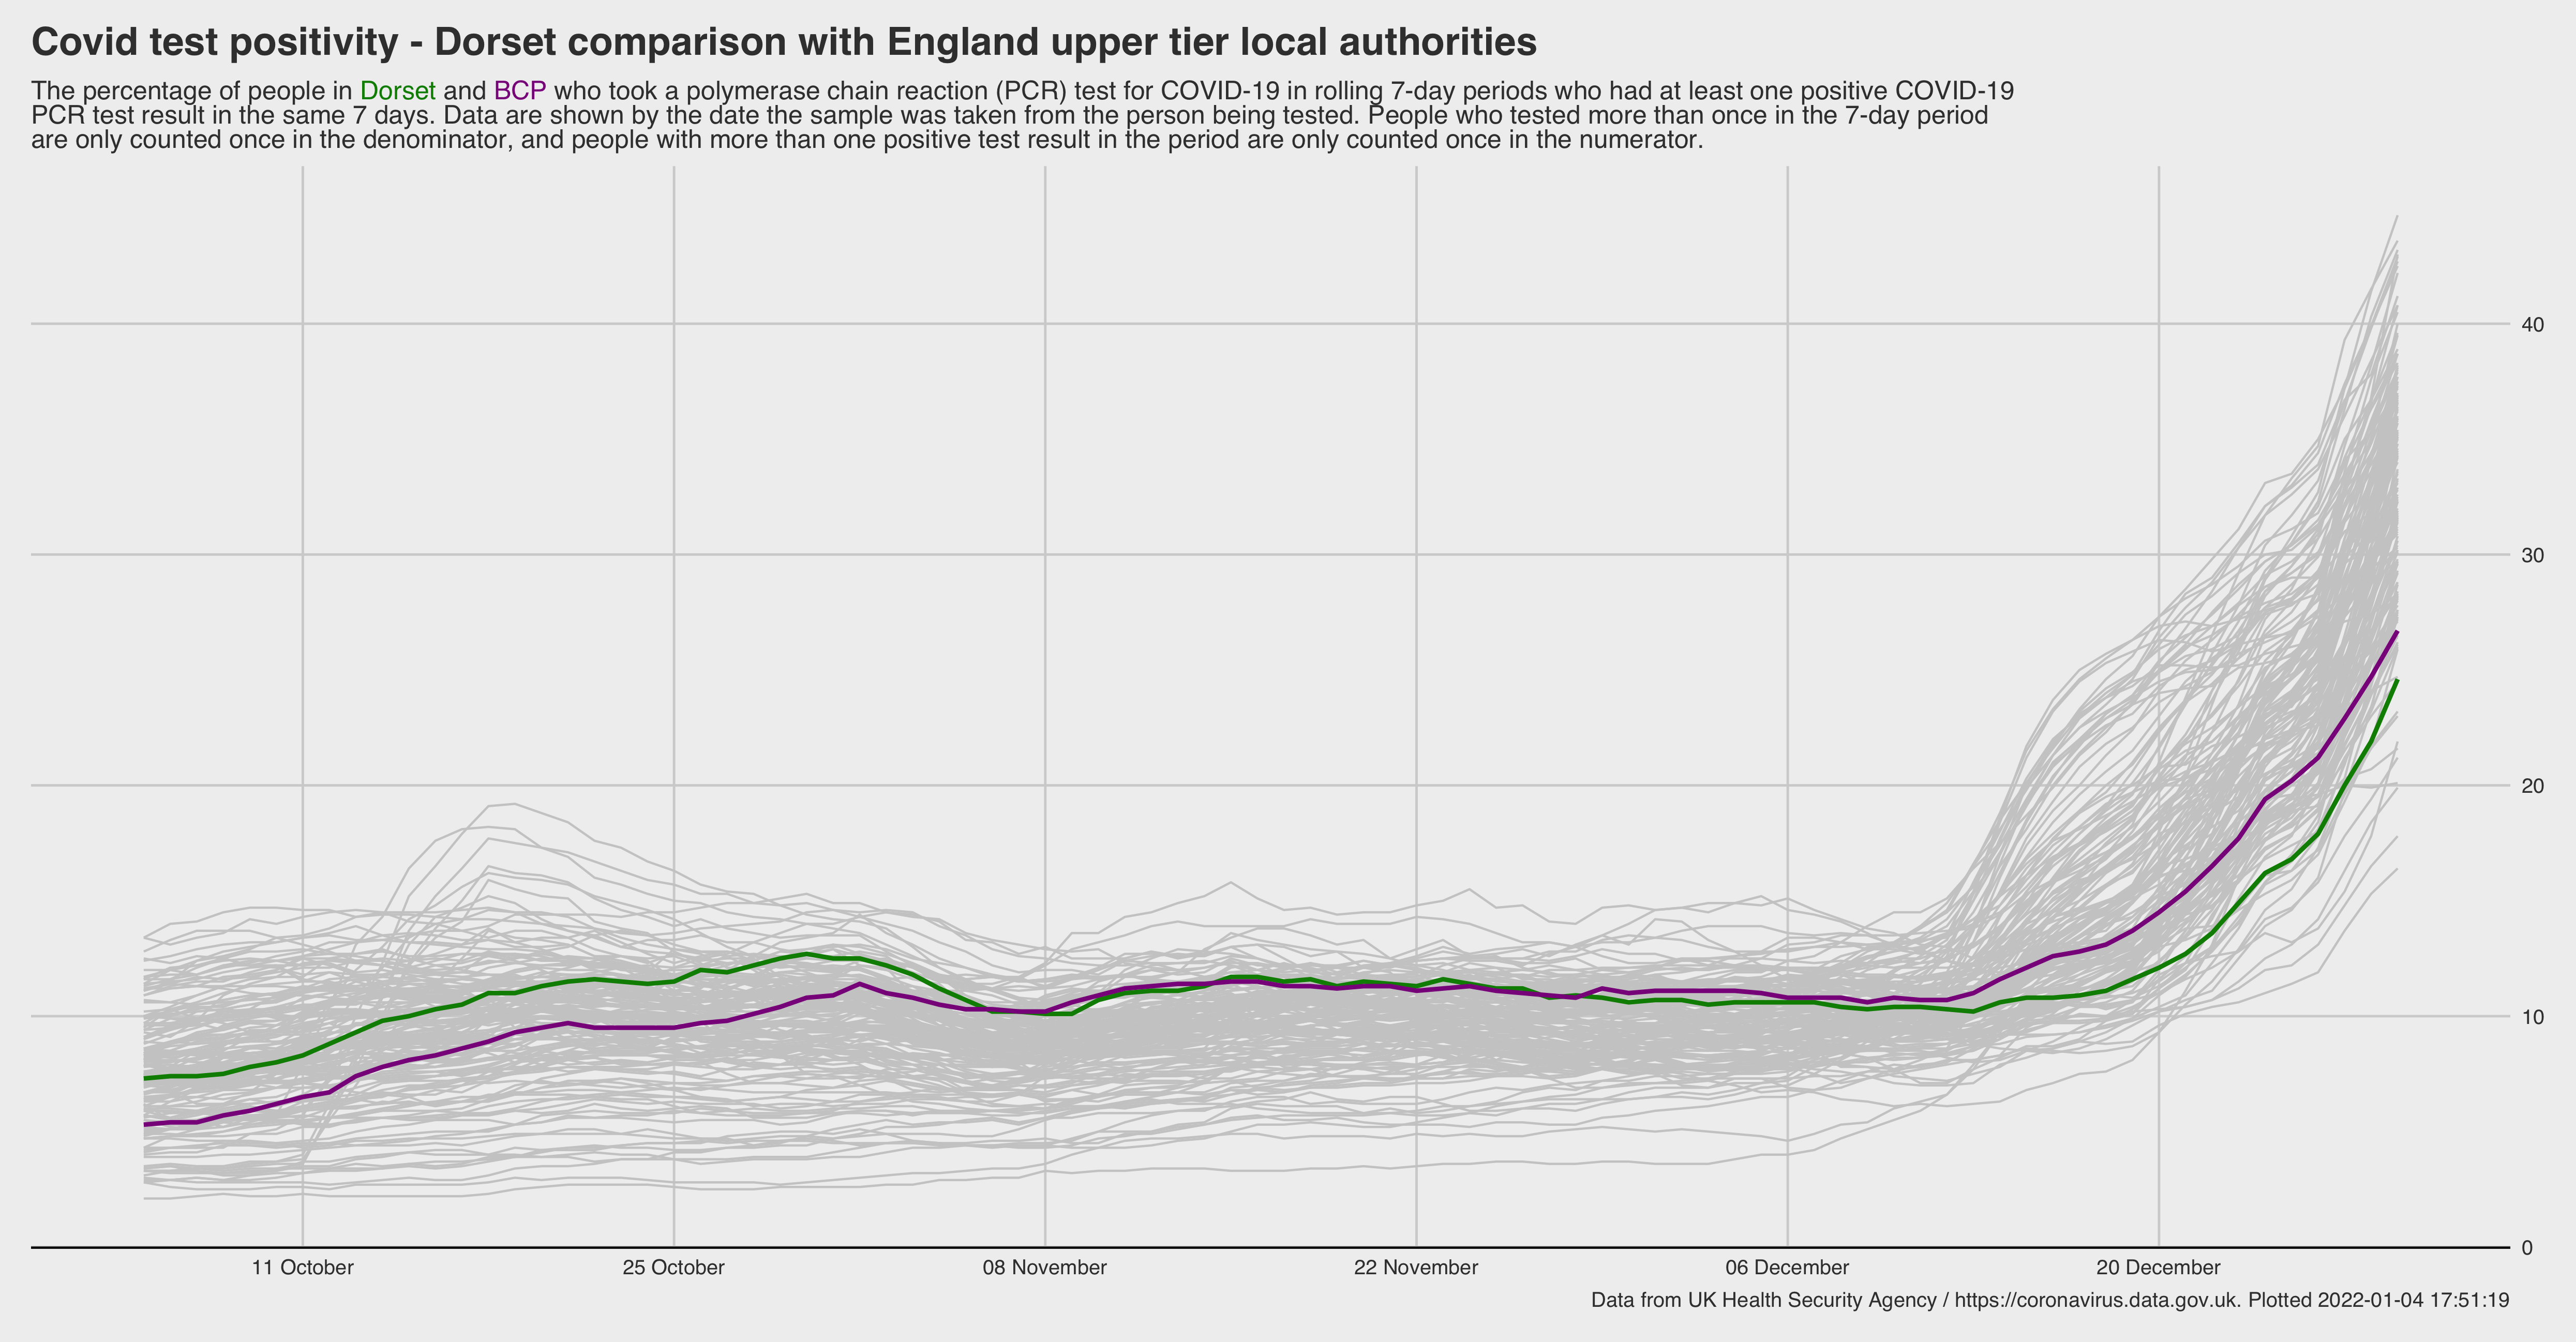 Covid test positivity - Dorset comparison with England upper tier local authorities
The percentage of people in Dorset and BCP who took a polymerase chain reaction (PCR) test for COVID-19 in rolling 7-day periods who had at least one positive COVID-19
PCR test result in the same 7 days. Data are shown by the date the sample was taken from the person being tested. People who tested more than once in the 7-day period
are only counted once in the denominator, and people with more than one positive test result in the period are only counted once in the numerator.
40
30
20
10
0
11 October
25 October
08 November
22 November
06 December
20 December
Data from UK Health Security Agency / https://coronavirus.data.gov.uk. Plotted 2022-01-04 17:51:19